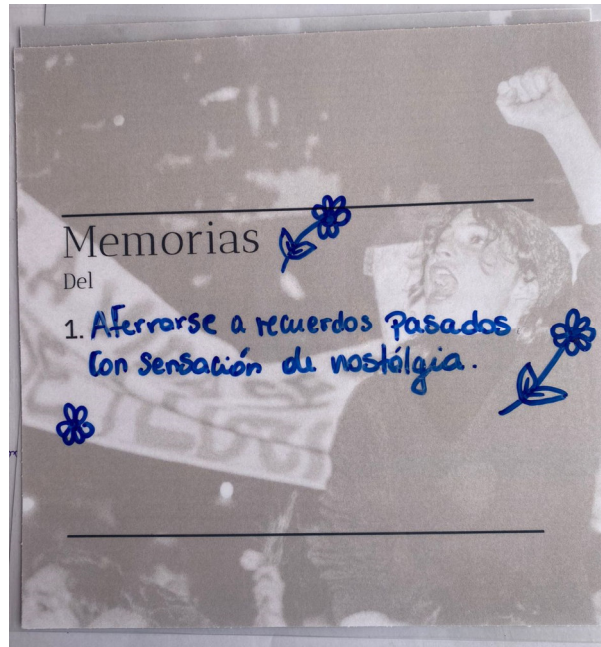 Memorias
Del
1. Aferrarse a recuerdos pasados
con sensación de nostálgia.